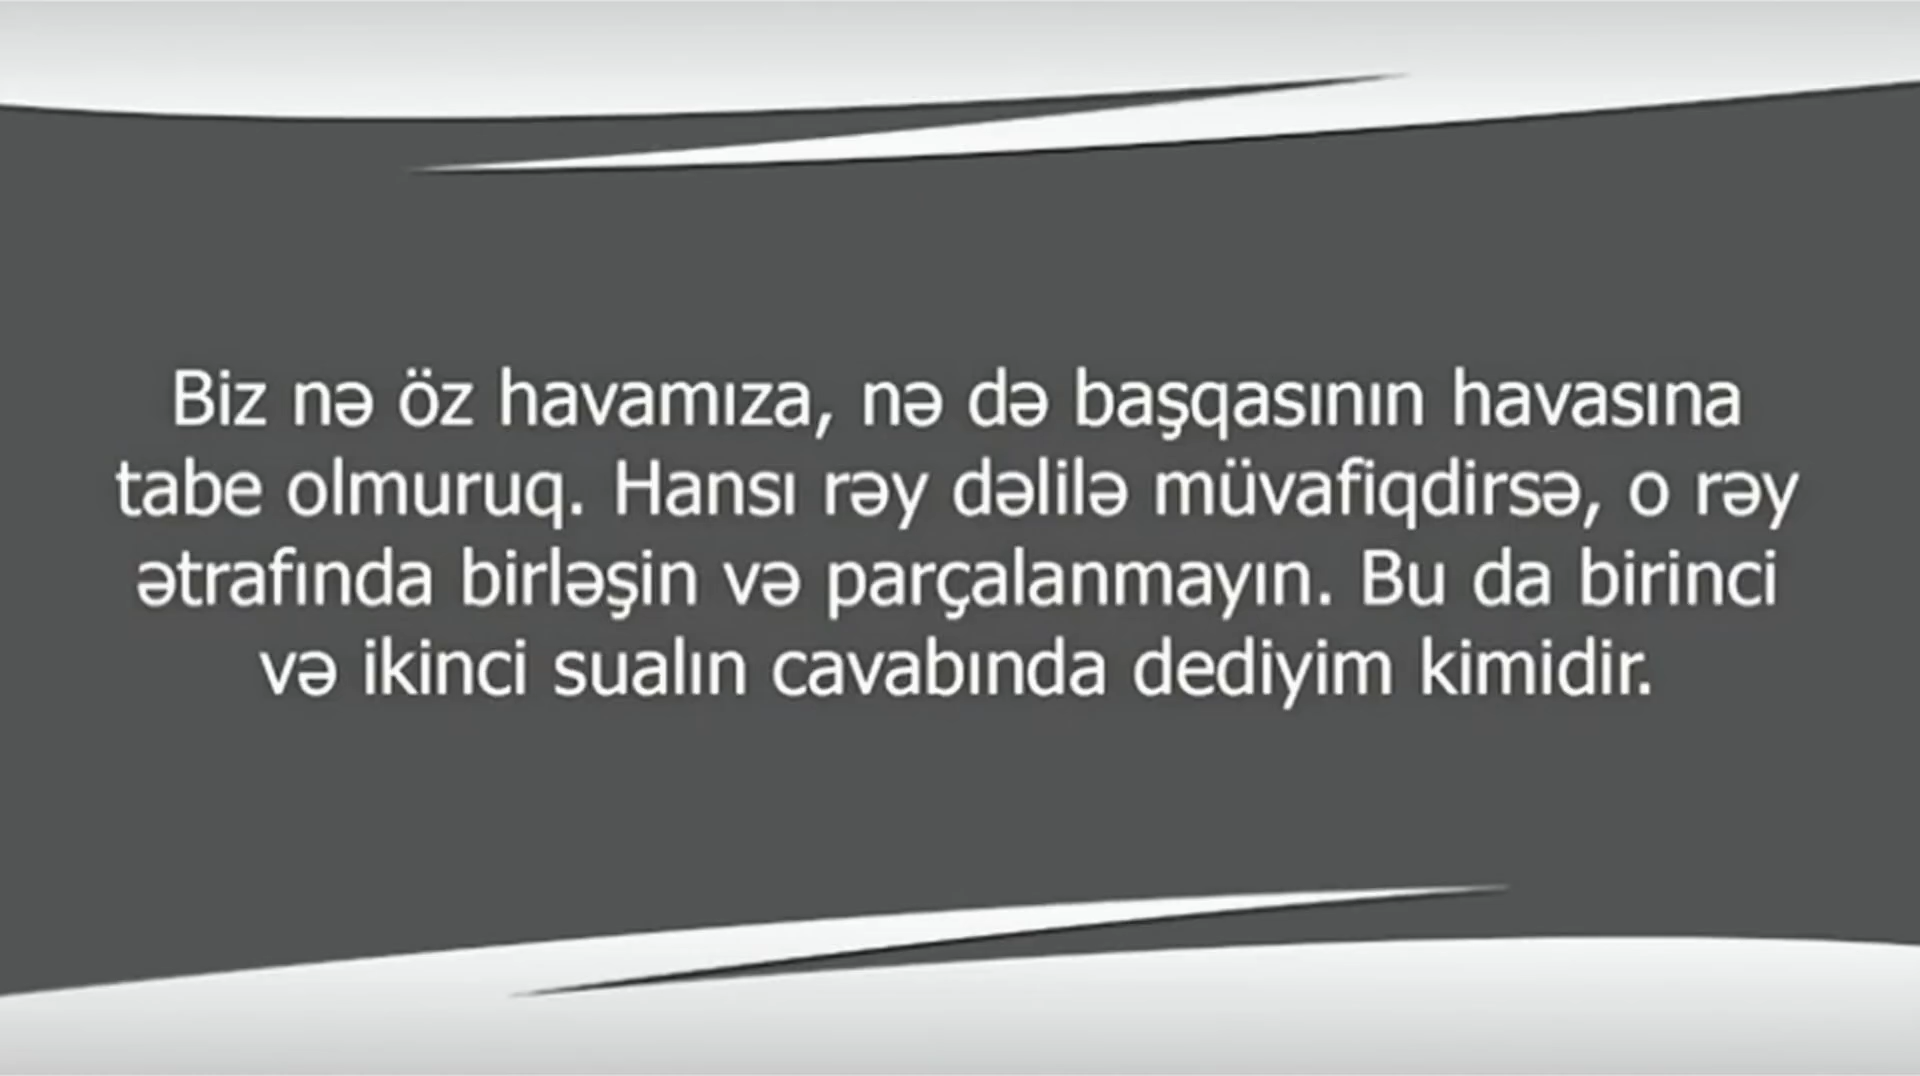 Biz nə öz havamıza, nə də başqasının havasına
tabe olmuruq. Hansı rəy dəlilə müvafiqdirsə, o rəy
ətrafında birləşin və parçalanmayın. Bu da birinci
və ikinci sualın cavabında dediyim kimidir.